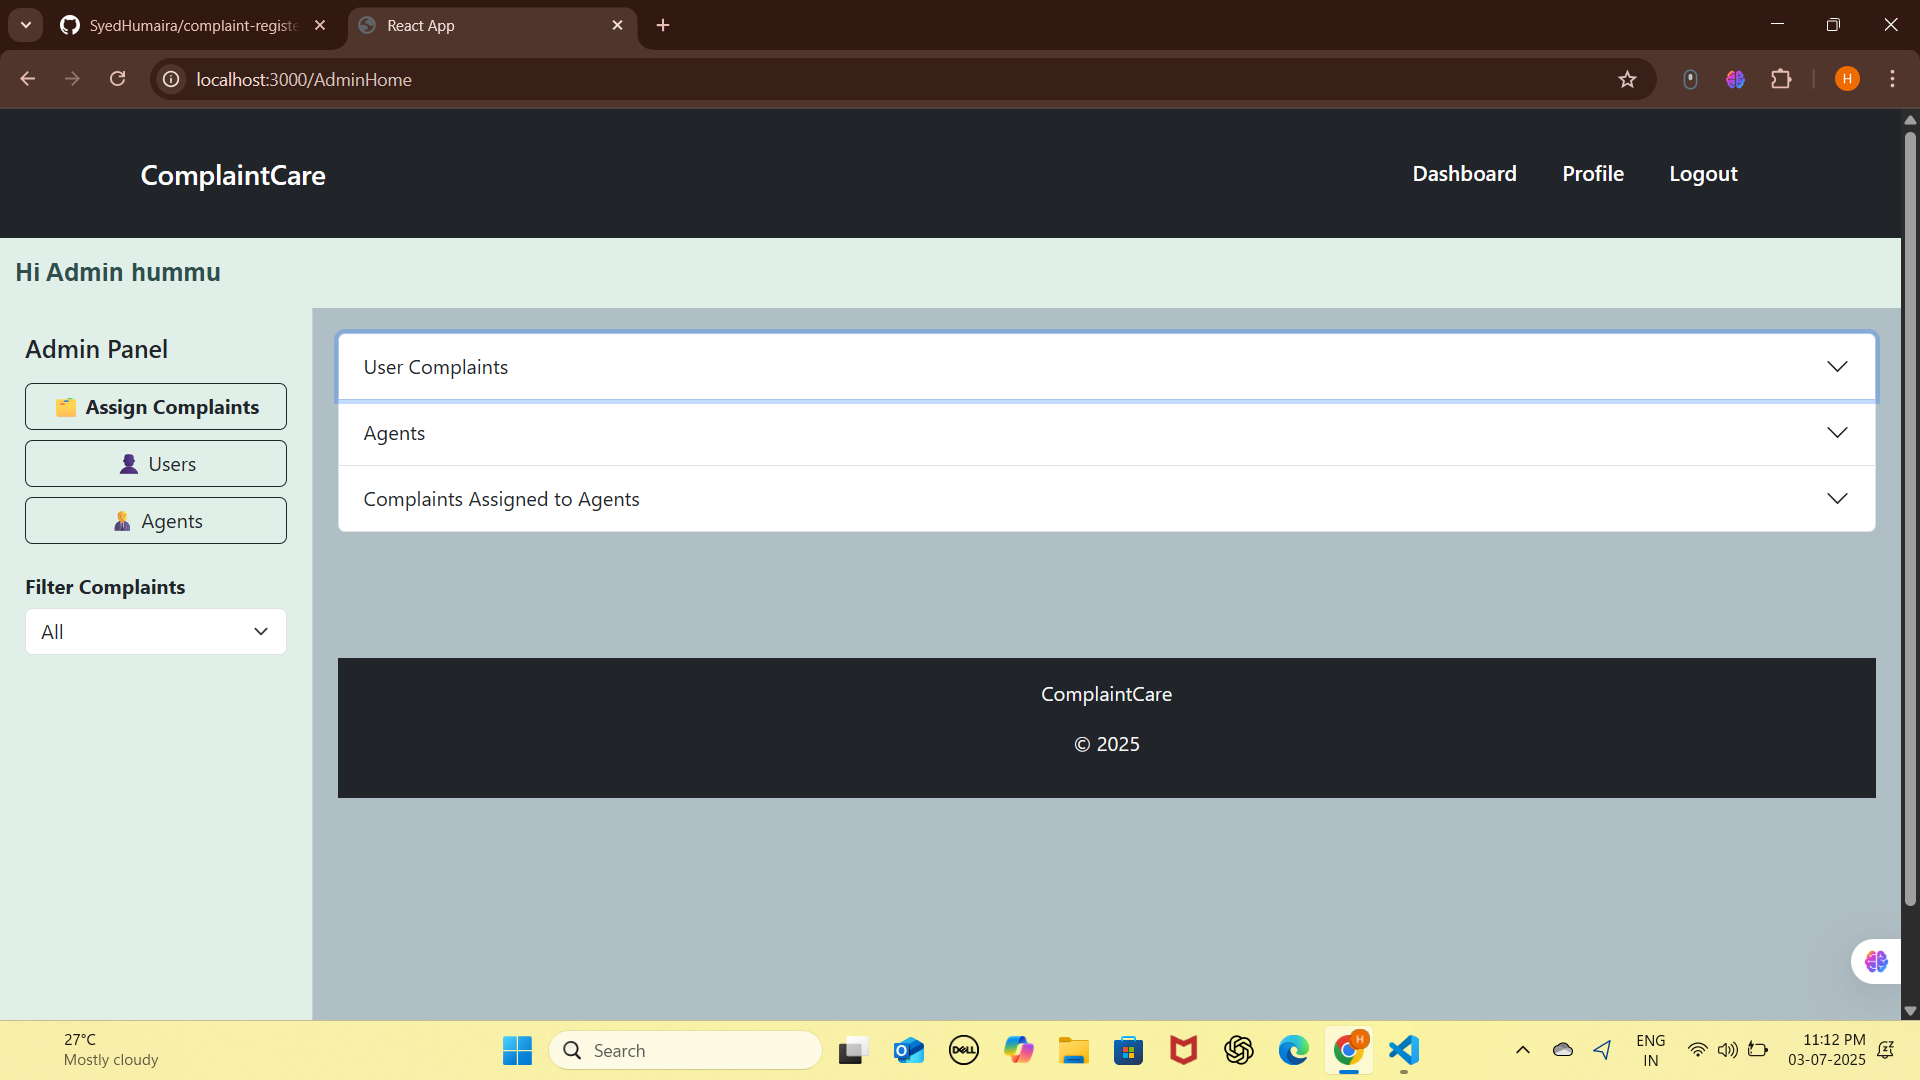 SyedHumaira/complaint-registe
React App
localhost:3000/AdminHome
H
ComplaintCare
Dashboard
Profile
Logout
Hi Admin hummu
Admin Panel
Assign Complaints
Users
Agents
Filter Complaints
All
User Complaints
Agents
Complaints Assigned to Agents
ComplaintCare
© 2025
27°C
Mostly cloudy
Search
DELL
H
ENG
IN
11:12 PM
03-07-2025